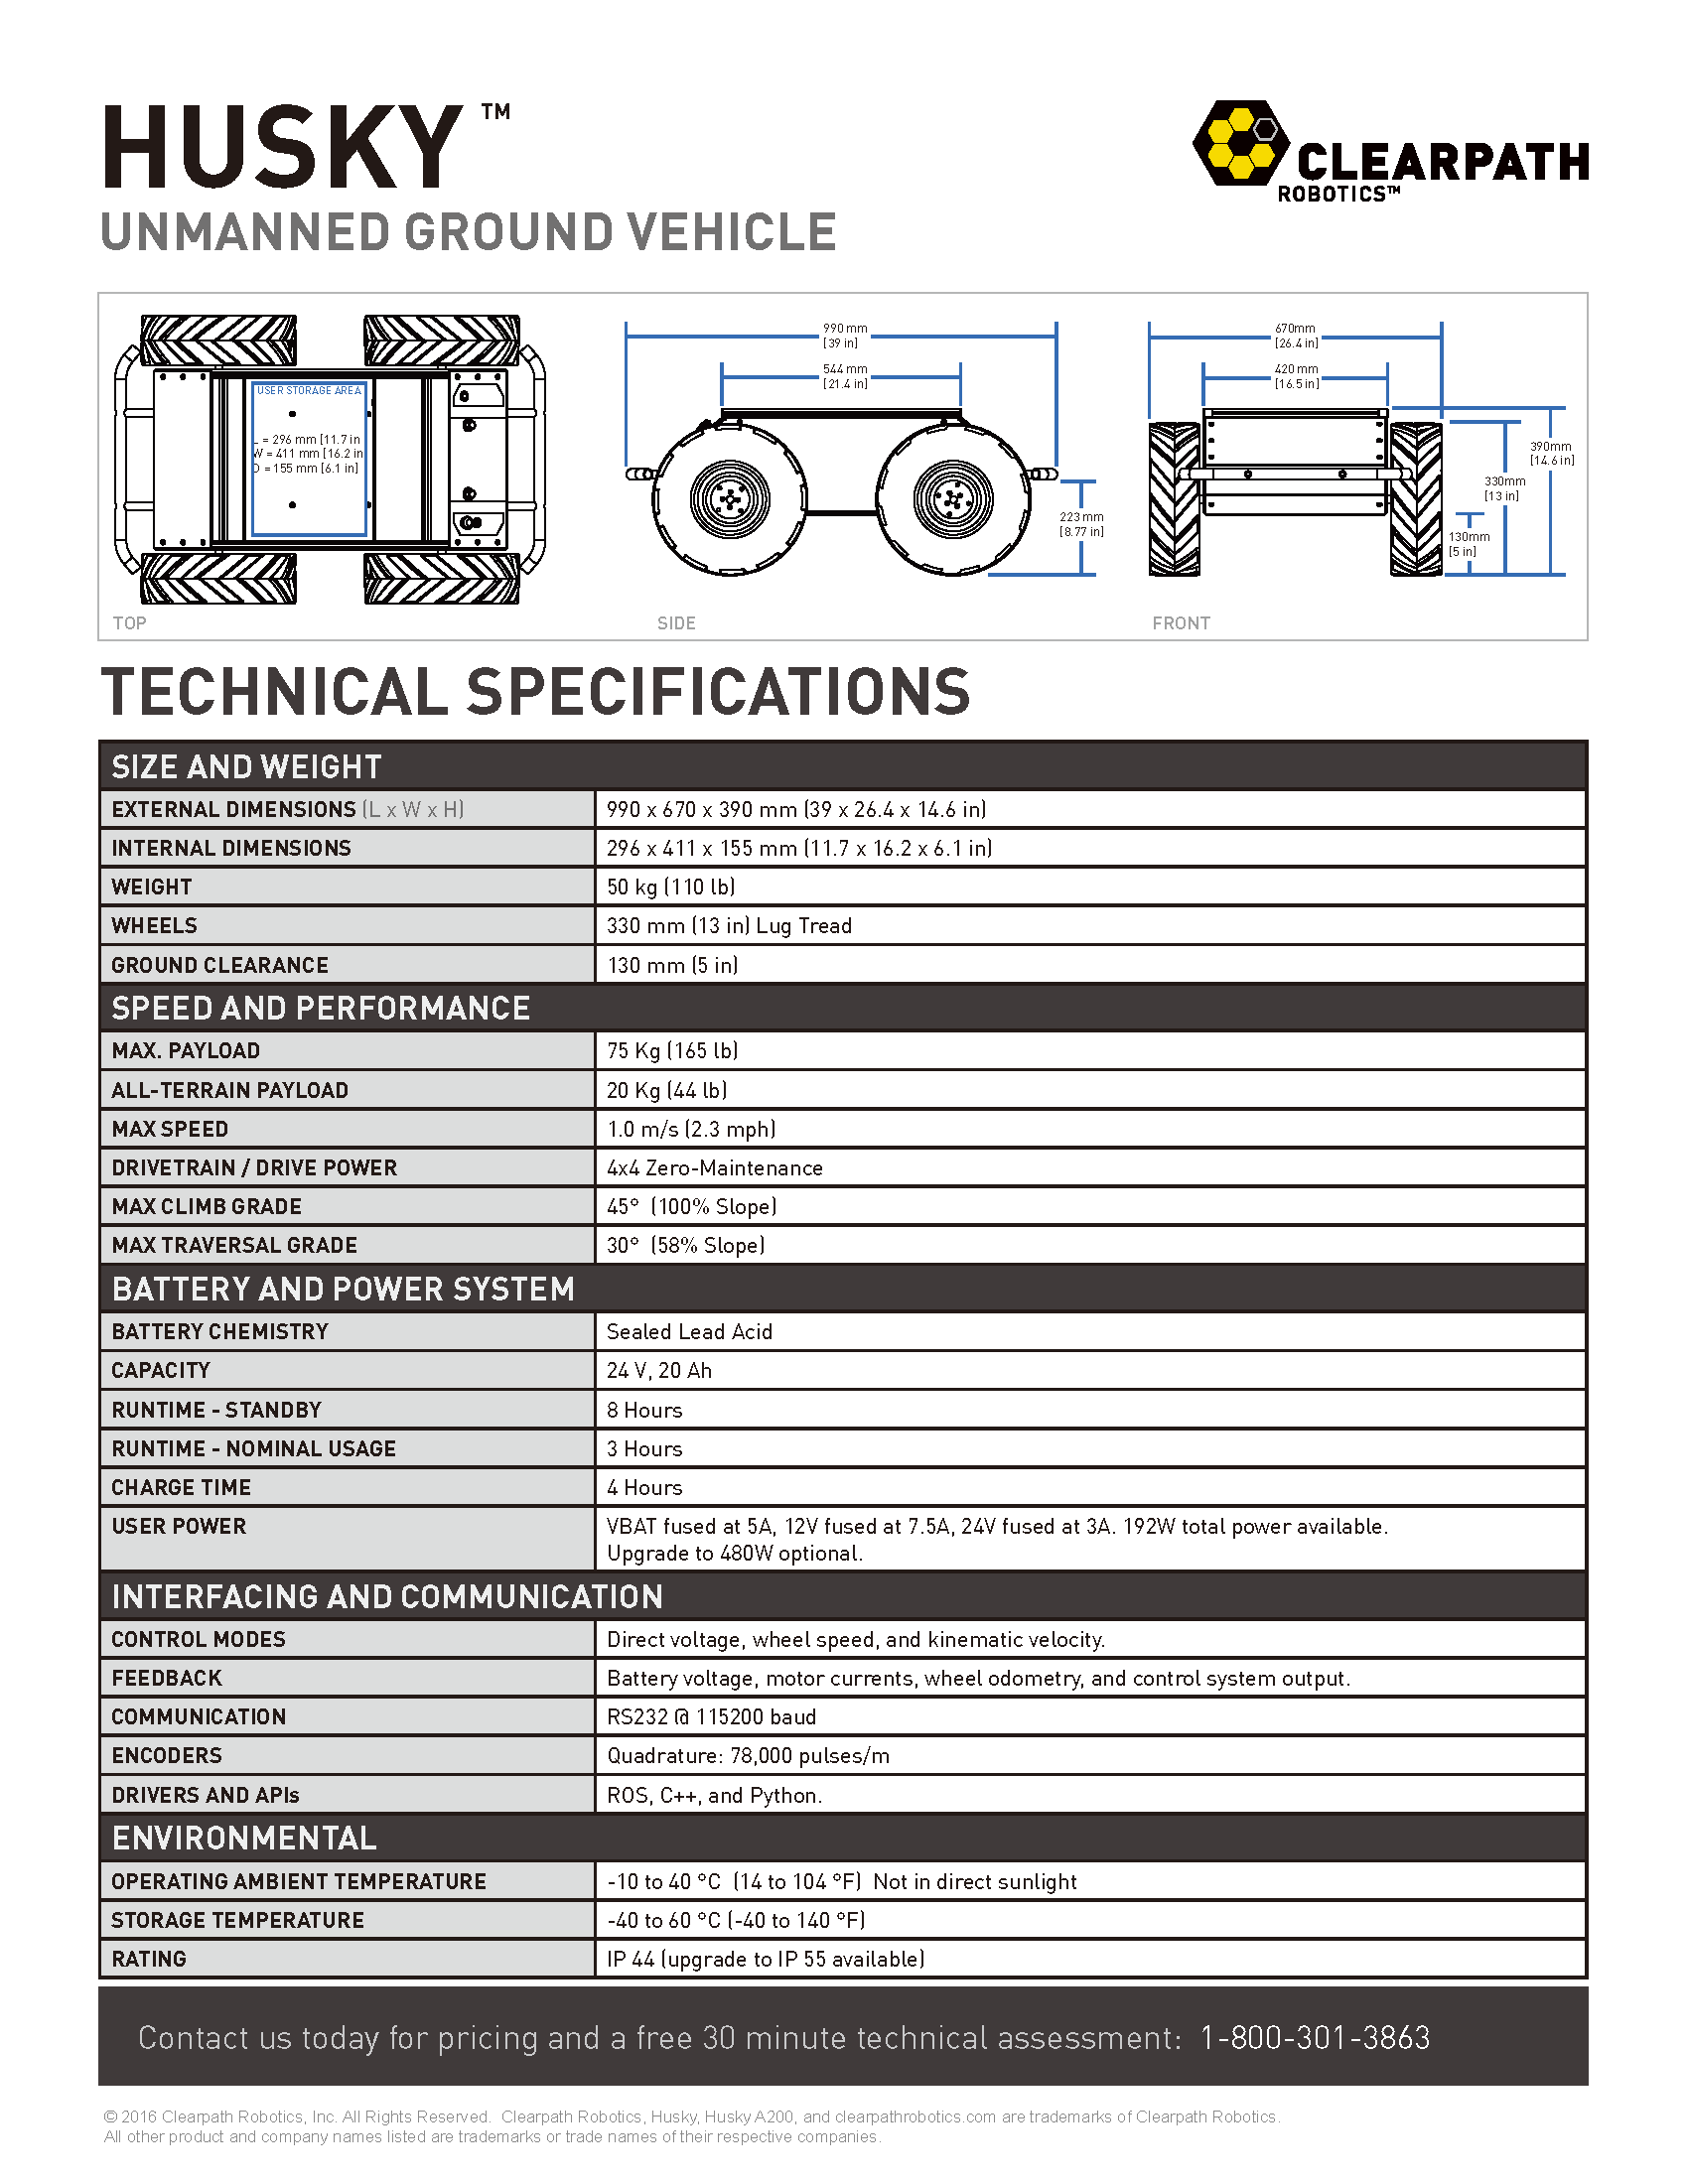 HUSKY ™
UNMANNED GROUND VEHICLE
CLEARPATH
ROBOTICS™
USER STORAGE AREA
L = 296 mm [11.7 in
W = 411 mm [16.2 in
D = 155 mm [6.1 in]
TOP
990 mm
[39 in]
544 mm
[21.4 in]
223 mm
[8.77 in]
SIDE
670mm
[26.4 in]
420 mm
[16.5 in]
390mm
[14.6 in]
330mm
[13 in]
130mm
[5 in]
FRONT
TECHNICAL SPECIFICATIONS
SIZE AND WEIGHT
EXTERNAL DIMENSIONS (L x W x H) 990 x 670 x 390 mm (39 x 26.4 x 14.6 in)
INTERNAL DIMENSIONS 296 x 411 x 155 mm (11.7 x 16.2 x 6.1 in)
WEIGHT 50 kg (110 lb)
WHEELS 330 mm (13 in) Lug Tread
GROUND CLEARANCE 130 mm (5 in)
SPEED AND PERFORMANCE
MAX. PAYLOAD 75 Kg (165 lb)
ALL-TERRAIN PAYLOAD 20 Kg (44 lb)
MAX SPEED 1.0 m/s (2.3 mph)
DRIVETRAIN / DRIVE POWER 4x4 Zero-Maintenance
MAX CLIMB GRADE 45° (100% Slope)
MAX TRAVERSAL GRADE 30° (58% Slope)
BATTERY AND POWER SYSTEM
BATTERY CHEMISTRY Sealed Lead Acid
CAPACITY 24 V, 20 Ah
RUNTIME - STANDBY 8 Hours
RUNTIME - NOMINAL USAGE 3 Hours
CHARGE TIME 4 Hours
USER POWER VBAT fused at 5A, 12V fused at 7.5A, 24V fused at 3A. 192W total power available.
Upgrade to 480W optional.
INTERFACING AND COMMUNICATION
CONTROL MODES Direct voltage, wheel speed, and kinematic velocity.
FEEDBACK Battery voltage, motor currents, wheel odometry, and control system output.
COMMUNICATION RS232 @ 115200 baud
ENCODERS Quadrature: 78,000 pulses/m
DRIVERS AND APIs ROS, C++, and Python.
ENVIRONMENTAL
OPERATING AMBIENT TEMPERATURE -10 to 40 °C (14 to 104 °F) Not in direct sunlight
STORAGE TEMPERATURE -40 to 60 °C (-40 to 140 °F)
RATING IP 44 (upgrade to IP 55 available)
Contact us today for pricing and a free 30 minute technical assessment: 1-800-301-3863
© 2016 Clearpath Robotics, Inc. All Rights Reserved. Clearpath Robotics, Husky, Husky A200, and clearpathrobotics.com are trademarks of Clearpath Robotics.
All other product and company names listed are trademarks or trade names of their respective companies.